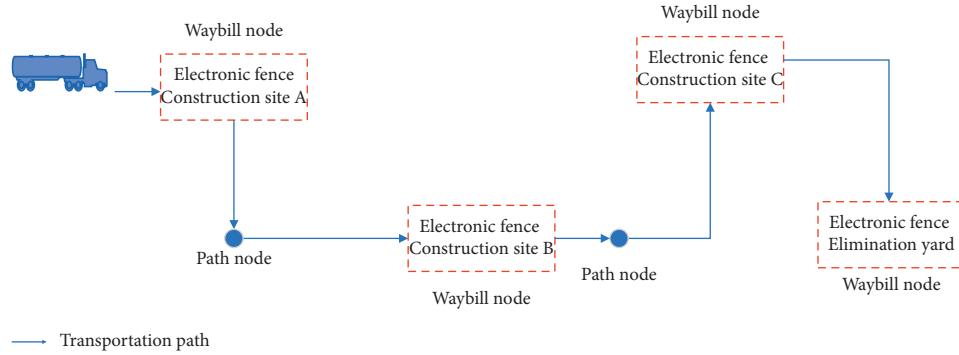 Waybill node
Electronic fence
Construction site A
Path node
Electronic fence
Construction site B
Waybill node
Path node
Waybill node
Electronic fence
Construction site C
Electronic fence
Elimination yard
Waybill node
Transportation path